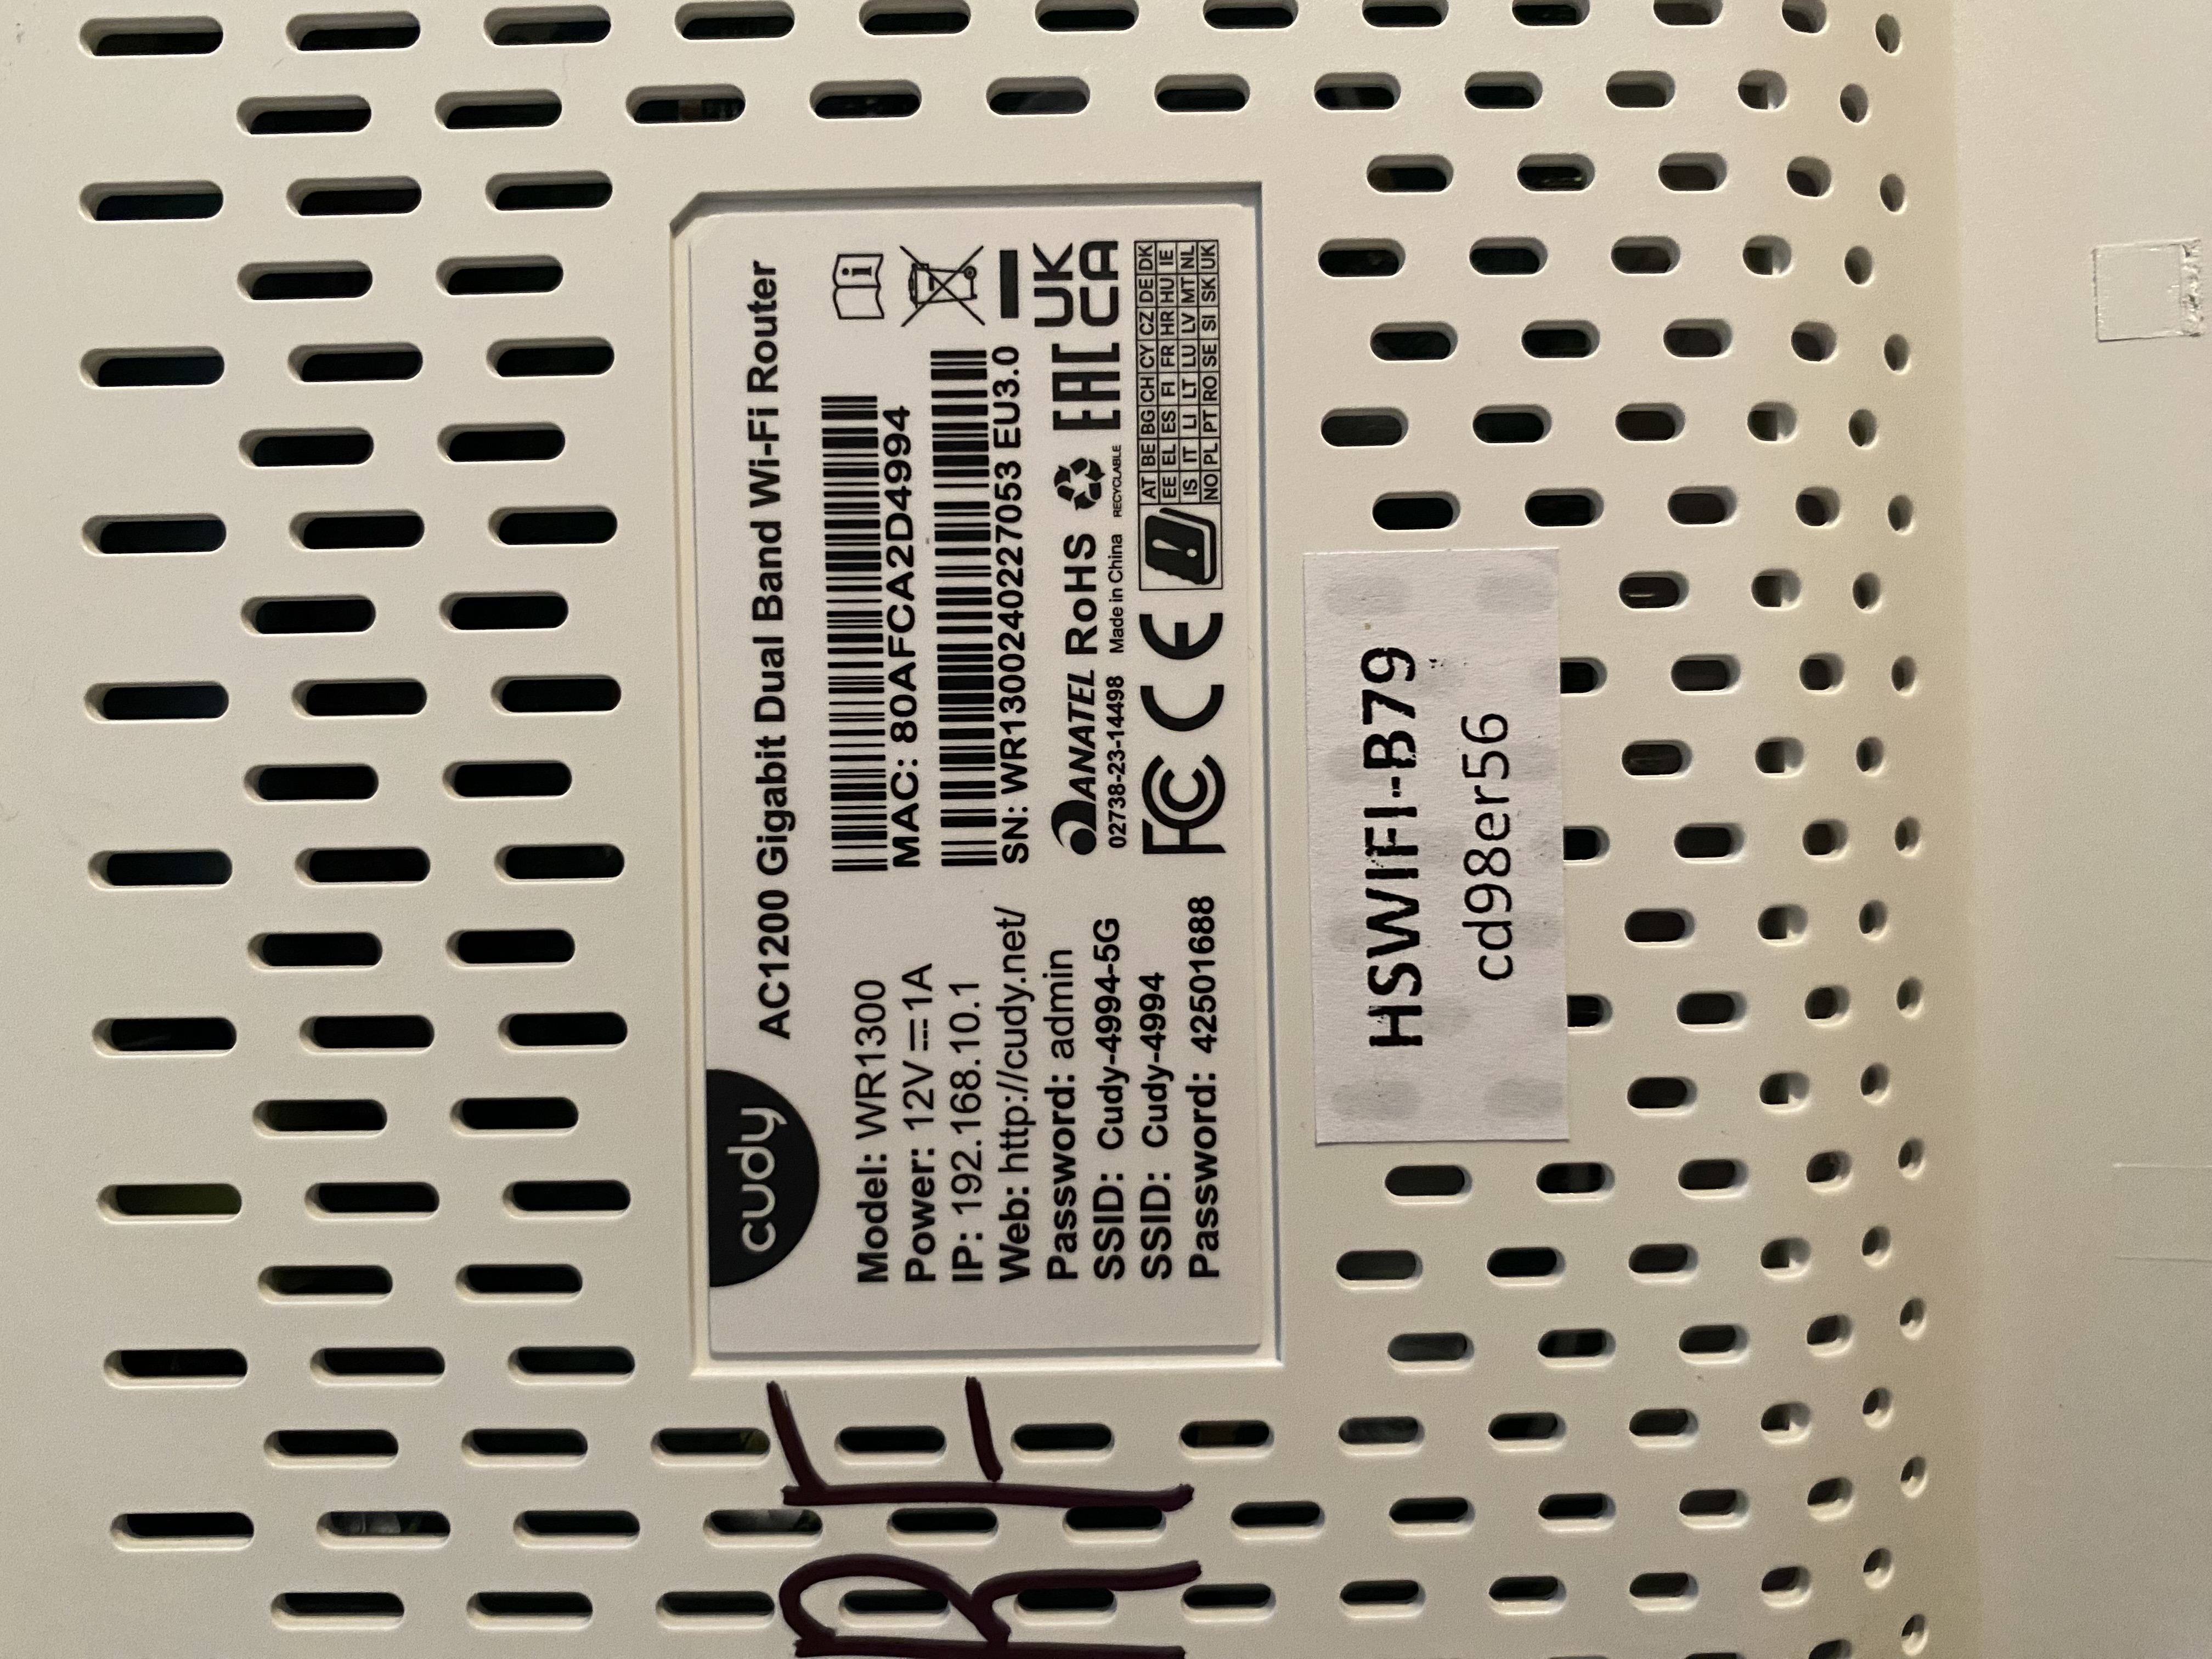 cudy
AC1200 Gigabit Dual Band Wi-Fi Router
Model: WR1300
Power: 12V⎓1A
IP: 192.168.10.1
Web: http://cudy.net/
Password: admin
SSID: Cudy-4994-5G
SSID: Cudy-4994
Password: 42501688
MAC: 80AFCA2D4994
SN: WR1300240227053 EU3.0
ANATEL RoHS
02738-23-14498 Made in China RECYCLABLE
EAC
UK
CA
FC CE
AT BE BG CH CY CZ DE DK
EE EL ES FI FR HR HU IE
IS IT LI LT LU LV MT NL
NO PL PT RO SE SI SK UK
HSWIFI-B79
cd98er56
RF